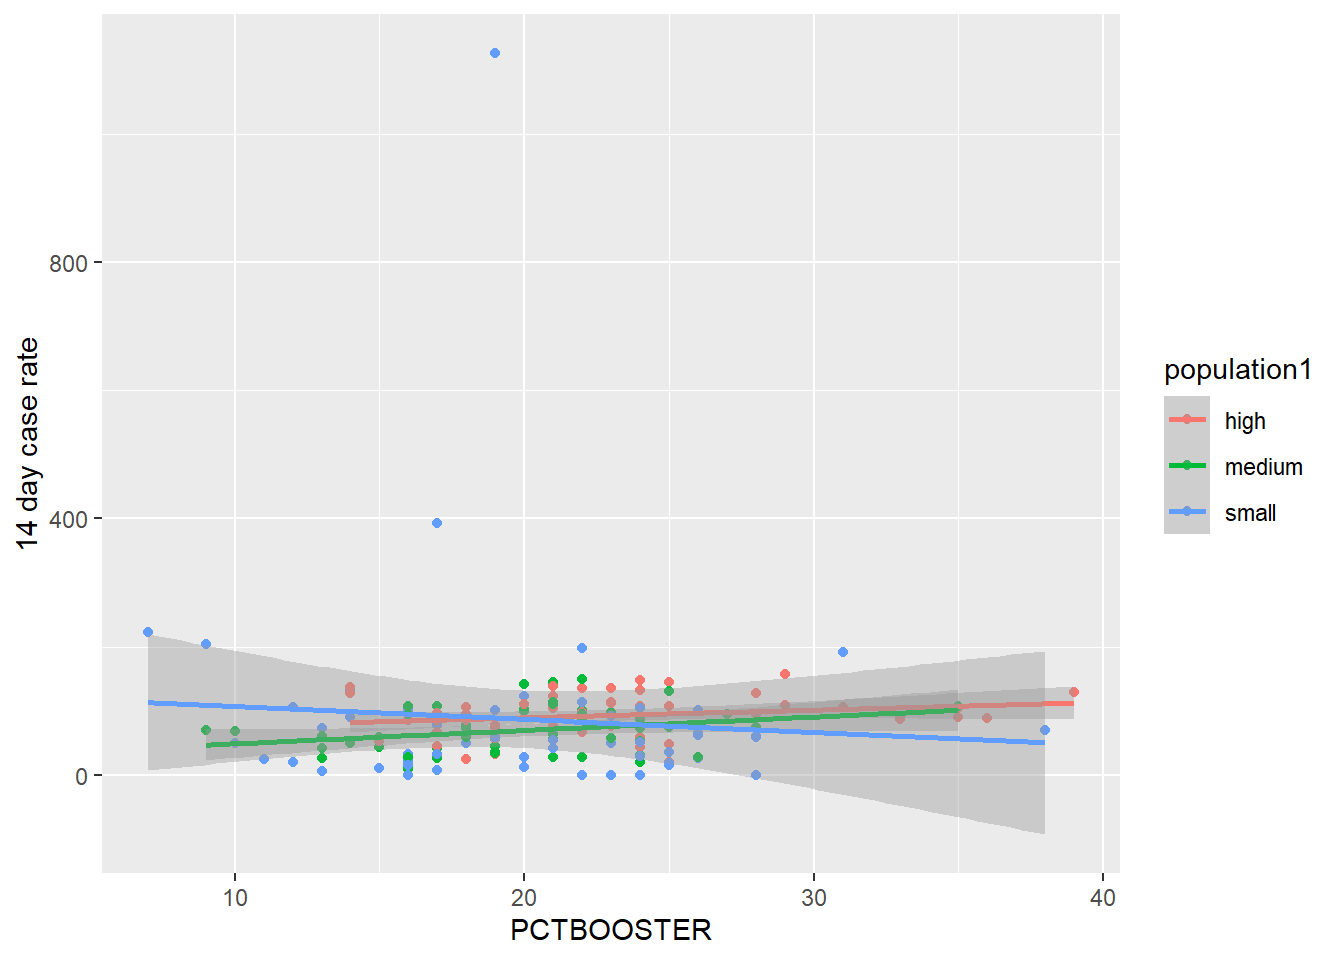 14 day case rate
800
400
0
10 20 30 40
PCTBOOSTER
population1
high
medium
small